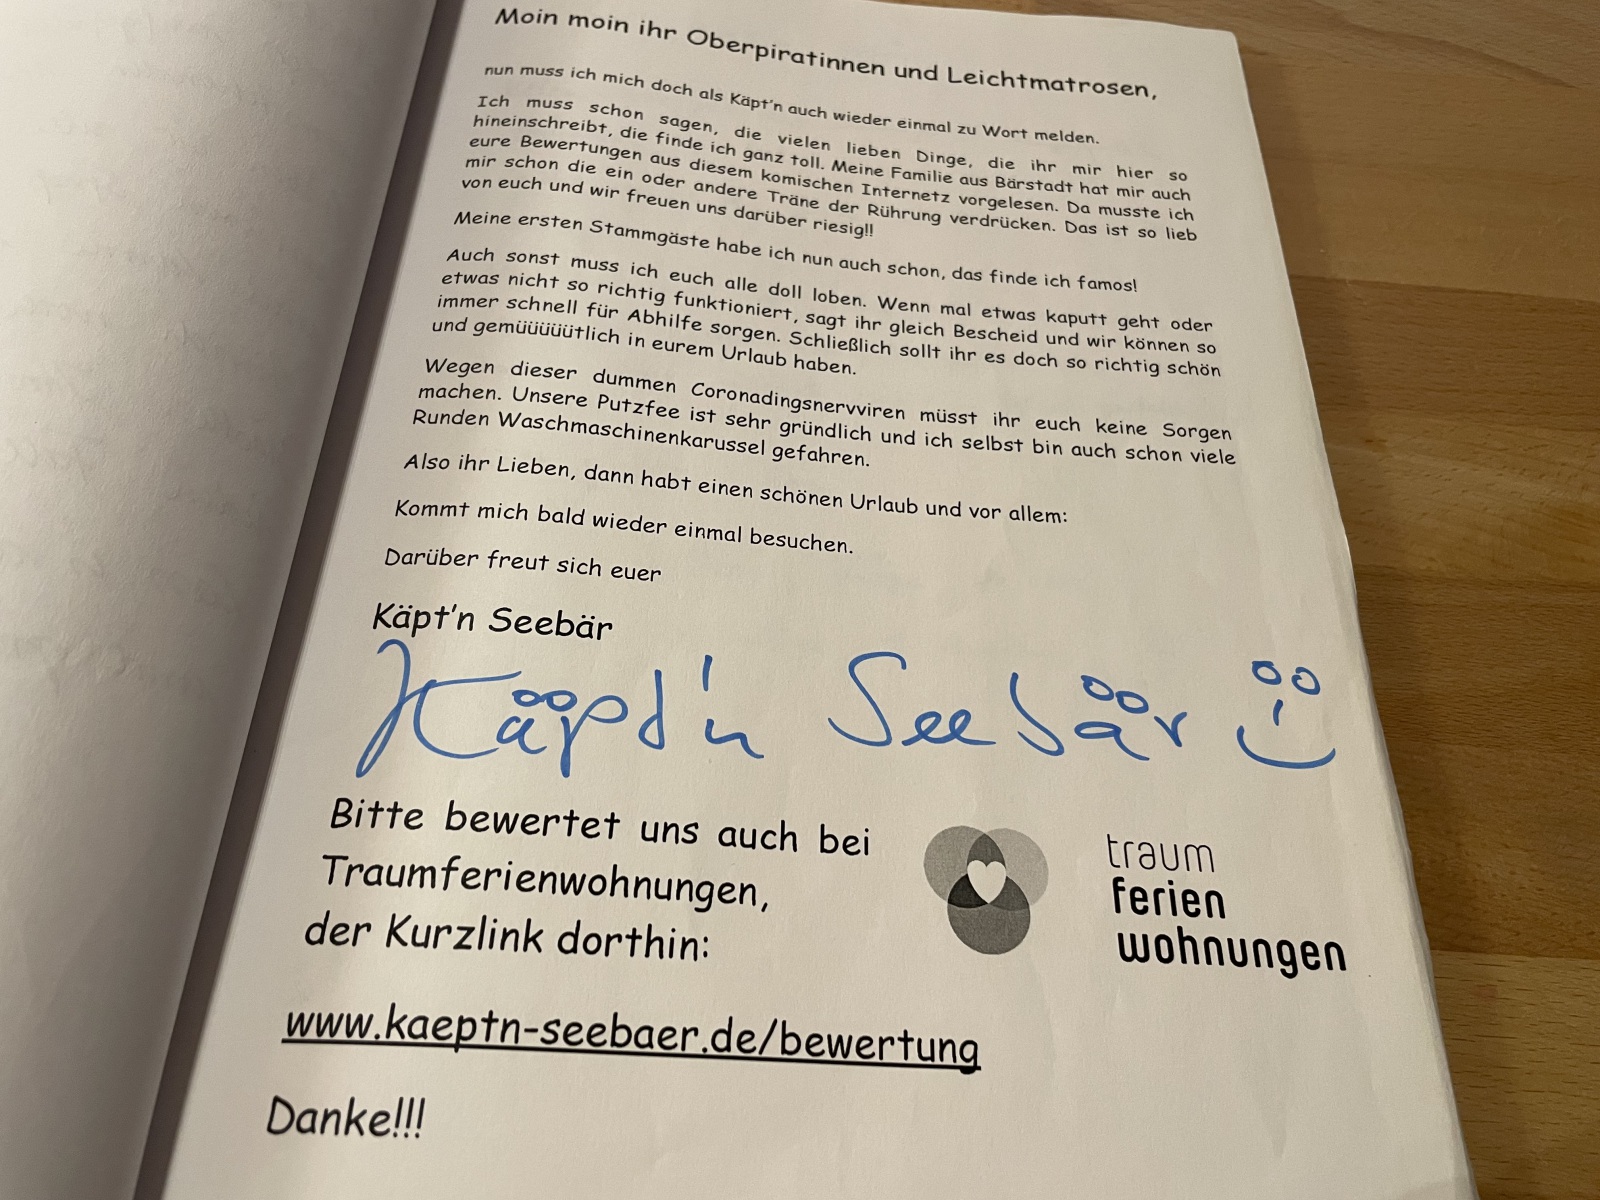 Moin moin ihr Oberpiratinnen und Leichtmatrosen,
nun muss ich mich doch als Käpt'n auch wieder einmal zu Wort melden.
Ich muss schon sagen, die vielen lieben Dinge, die ihr mir hier so
hineinschreibt, die finde ich ganz toll. Meine Familie aus Bärstadt hat mir auch
eure Bewertungen aus diesem komischen Internetz vorgelesen. Da musste ich
mir schon die ein oder andere Träne der Rührung verdrücken. Das ist so lieb
von euch und wir freuen uns darüber riesig!!
Meine ersten Stammgäste habe ich nun auch schon, das finde ich famos!
Auch sonst muss ich euch alle doll loben. Wenn mal etwas kaputt geht oder
etwas nicht so richtig funktioniert, sagt ihr gleich Bescheid und wir können so
immer schnell für Abhilfe sorgen. Schließlich sollt ihr es doch so richtig schön
und gemüüüüütlich in eurem Urlaub haben.
Wegen dieser dummen Coronadingsnervviren müsst ihr euch keine Sorgen
machen. Unsere Putzfee ist sehr gründlich und ich selbst bin auch schon viele
Runden Waschmaschinenkarussel gefahren.
Also ihr Lieben, dann habt einen schönen Urlaub und vor allem:
Kommt mich bald wieder einmal besuchen.
Darüber freut sich euer
Käpt'n Seebär
Käpt'n Seebär
Bitte bewertet uns auch bei
Traumferienwohnungen,
der Kurzlink dorthin:
traum
ferien
wohnungen
www.kaeptn-seebaer.de/bewertung
Danke!!!